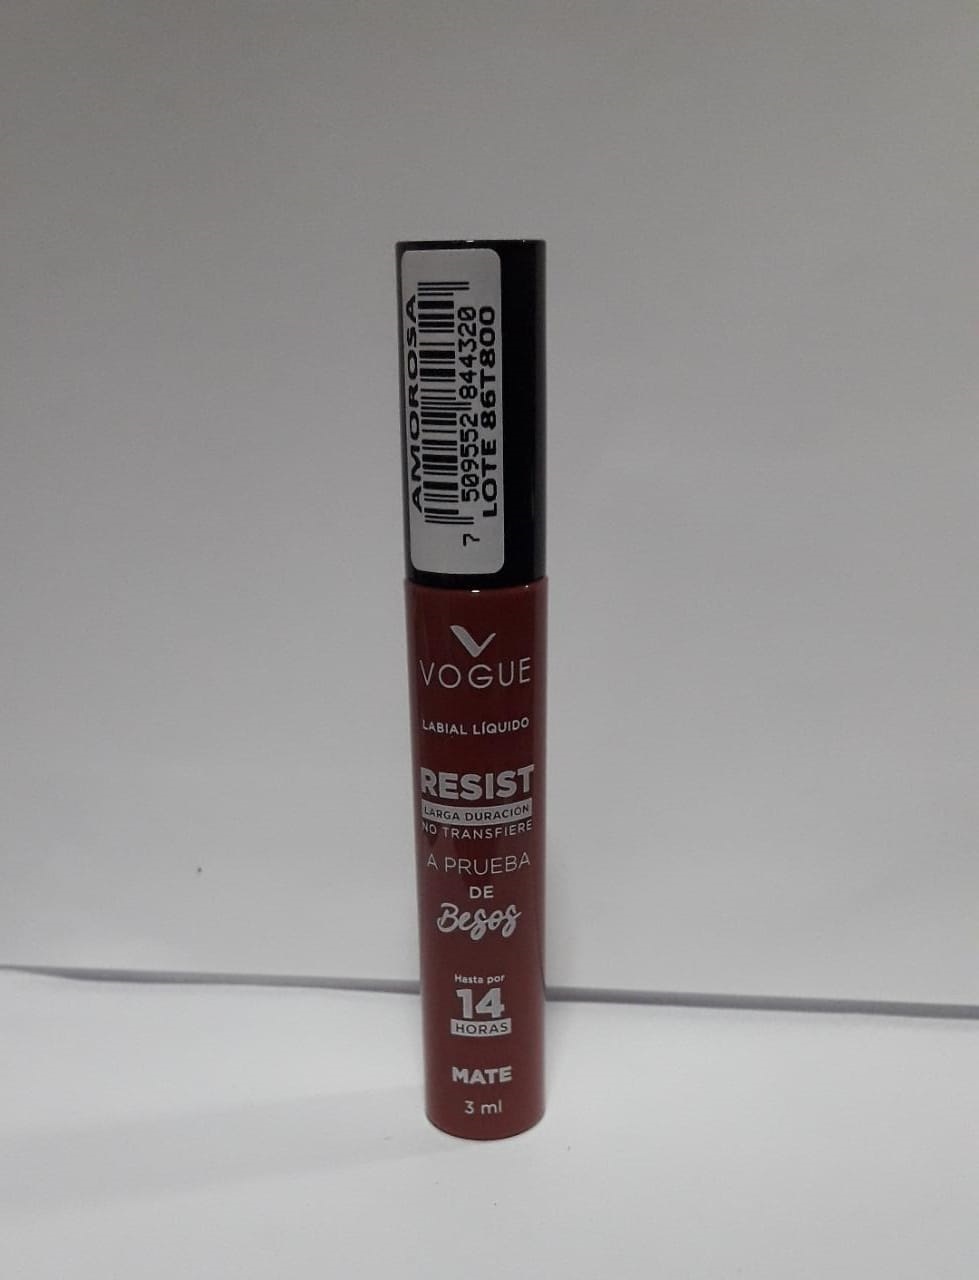 AMOROSA
7 509552 844320
LOTE 86T800
VOGUE
LABIAL LÍQUIDO
RESIST
LARGA DURACIÓN
NO TRANSFIERE
A PRUEBA
DE
Besos
Hasta por
14
HORAS
MATE
3 ml